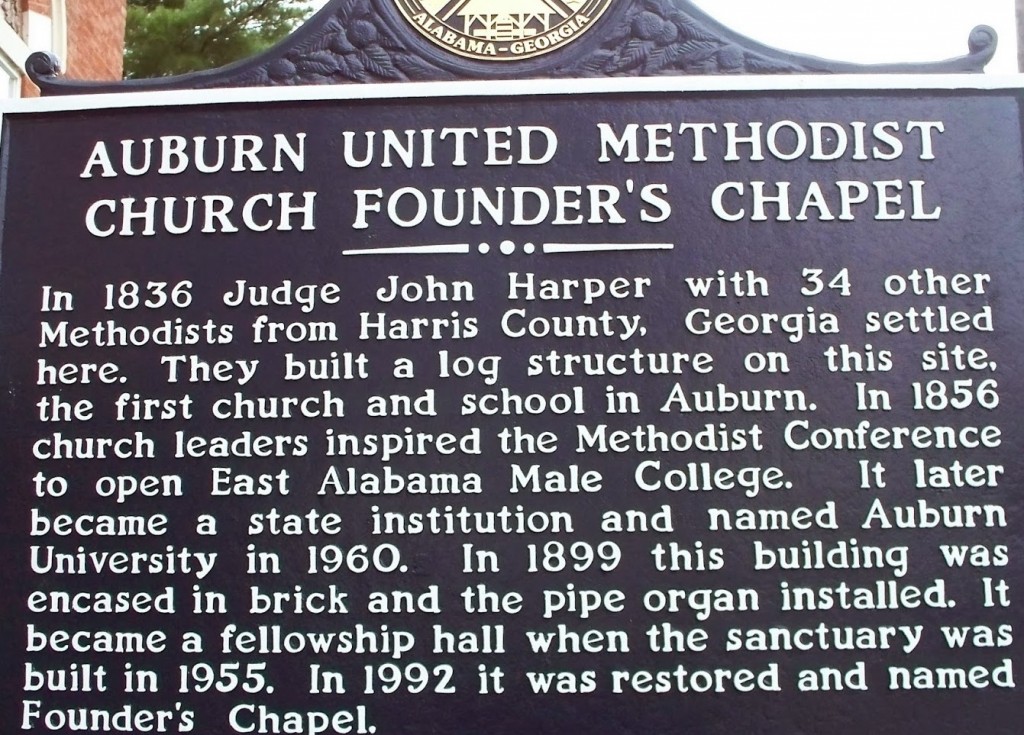 ALABAMA-GEORGIA
AUBURN UNITED METHODIST
CHURCH FOUNDER'S CHAPEL
In 1836 Judge John Harper with 34 other
Methodists from Harris County, Georgia settled
here. They built a log structure on this site,
the first church and school in Auburn. In 1856
church leaders inspired the Methodist Conference
to open East Alabama Male College. It later
became a state institution and named Auburn
University in 1960. In 1899 this building was
encased in brick and the pipe organ installed. It
became a fellowship hall when the sanctuary was
built in 1955. In 1992 it was restored and named
Founder's Chapel.